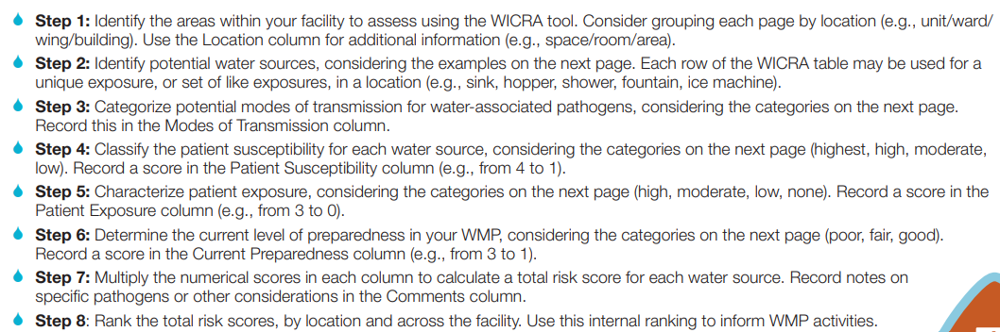 Step 1: Identify the areas within your facility to assess using the WICRA tool. Consider grouping each page by location (e.g., unit/ward/
wing/building). Use the Location column for additional information (e.g., space/room/area).
Step 2: Identify potential water sources, considering the examples on the next page. Each row of the WICRA table may be used for a
unique exposure, or set of like exposures, in a location (e.g., sink, hopper, shower, fountain, ice machine).
Step 3: Categorize potential modes of transmission for water-associated pathogens, considering the categories on the next page.
Record this in the Modes of Transmission column.
Step 4: Classify the patient susceptibility for each water source, considering the categories on the next page (highest, high, moderate,
low). Record a score in the Patient Susceptibility column (e.g., from 4 to 1).
Step 5: Characterize patient exposure, considering the categories on the next page (high, moderate, low, none). Record a score in the
Patient Exposure column (e.g., from 3 to 0).
Step 6: Determine the current level of preparedness in your WMP, considering the categories on the next page (poor, fair, good).
Record a score in the Current Preparedness column (e.g., from 3 to 1).
Step 7: Multiply the numerical scores in each column to calculate a total risk score for each water source. Record notes on
specific pathogens or other considerations in the Comments column.
Step 8: Rank the total risk scores, by location and across the facility. Use this internal ranking to inform WMP activities.